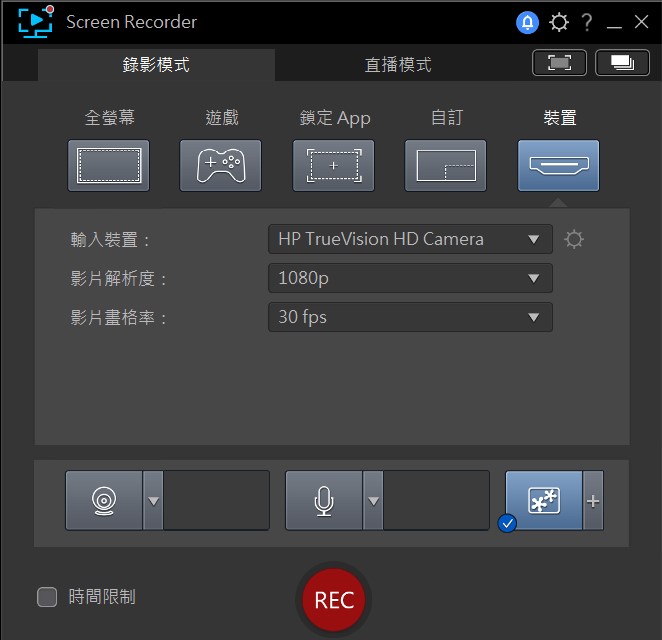 Screen Recorder
?
錄影模式 直播模式
全螢幕 遊戲 鎖定 App 自訂 裝置
輸入裝置： HP TrueVision HD Camera
影片解析度： 1080p
影片畫格率： 30 fps
時間限制
REC